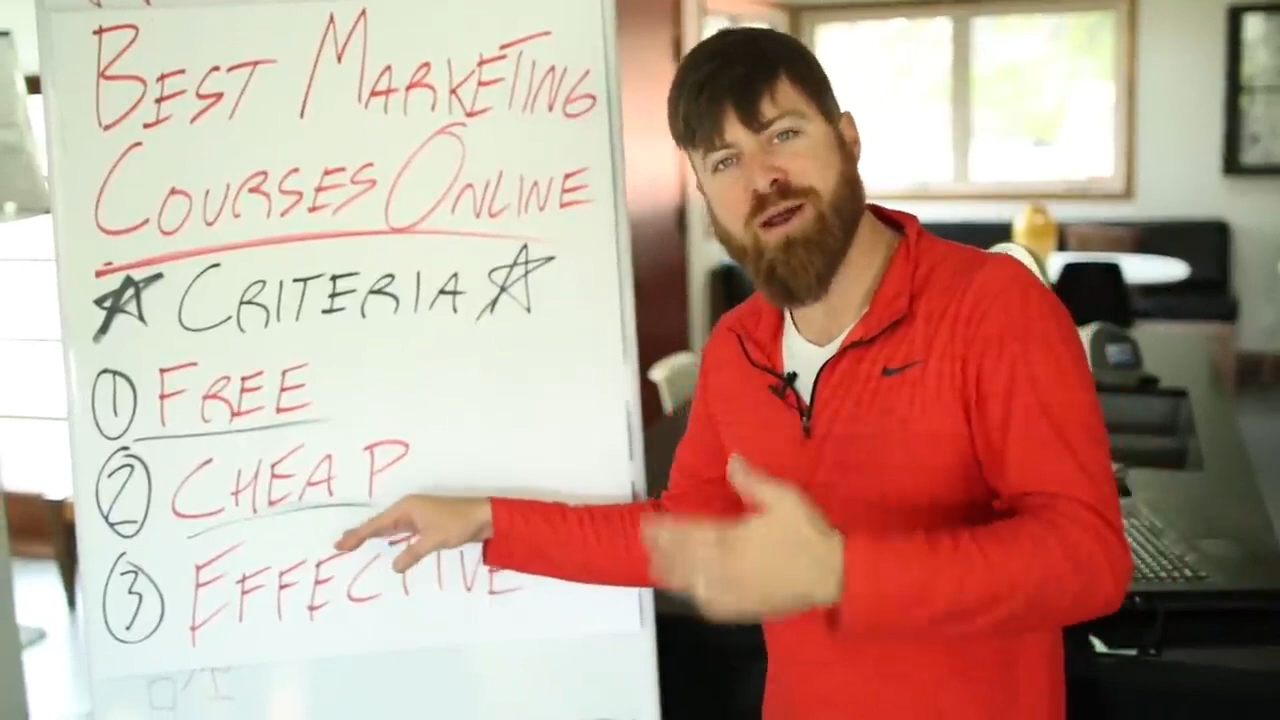 BEST MARKETING
COURSES ONLINE
CRITERIA
1 FREE
2 CHEAP
3 EFFECTIVE